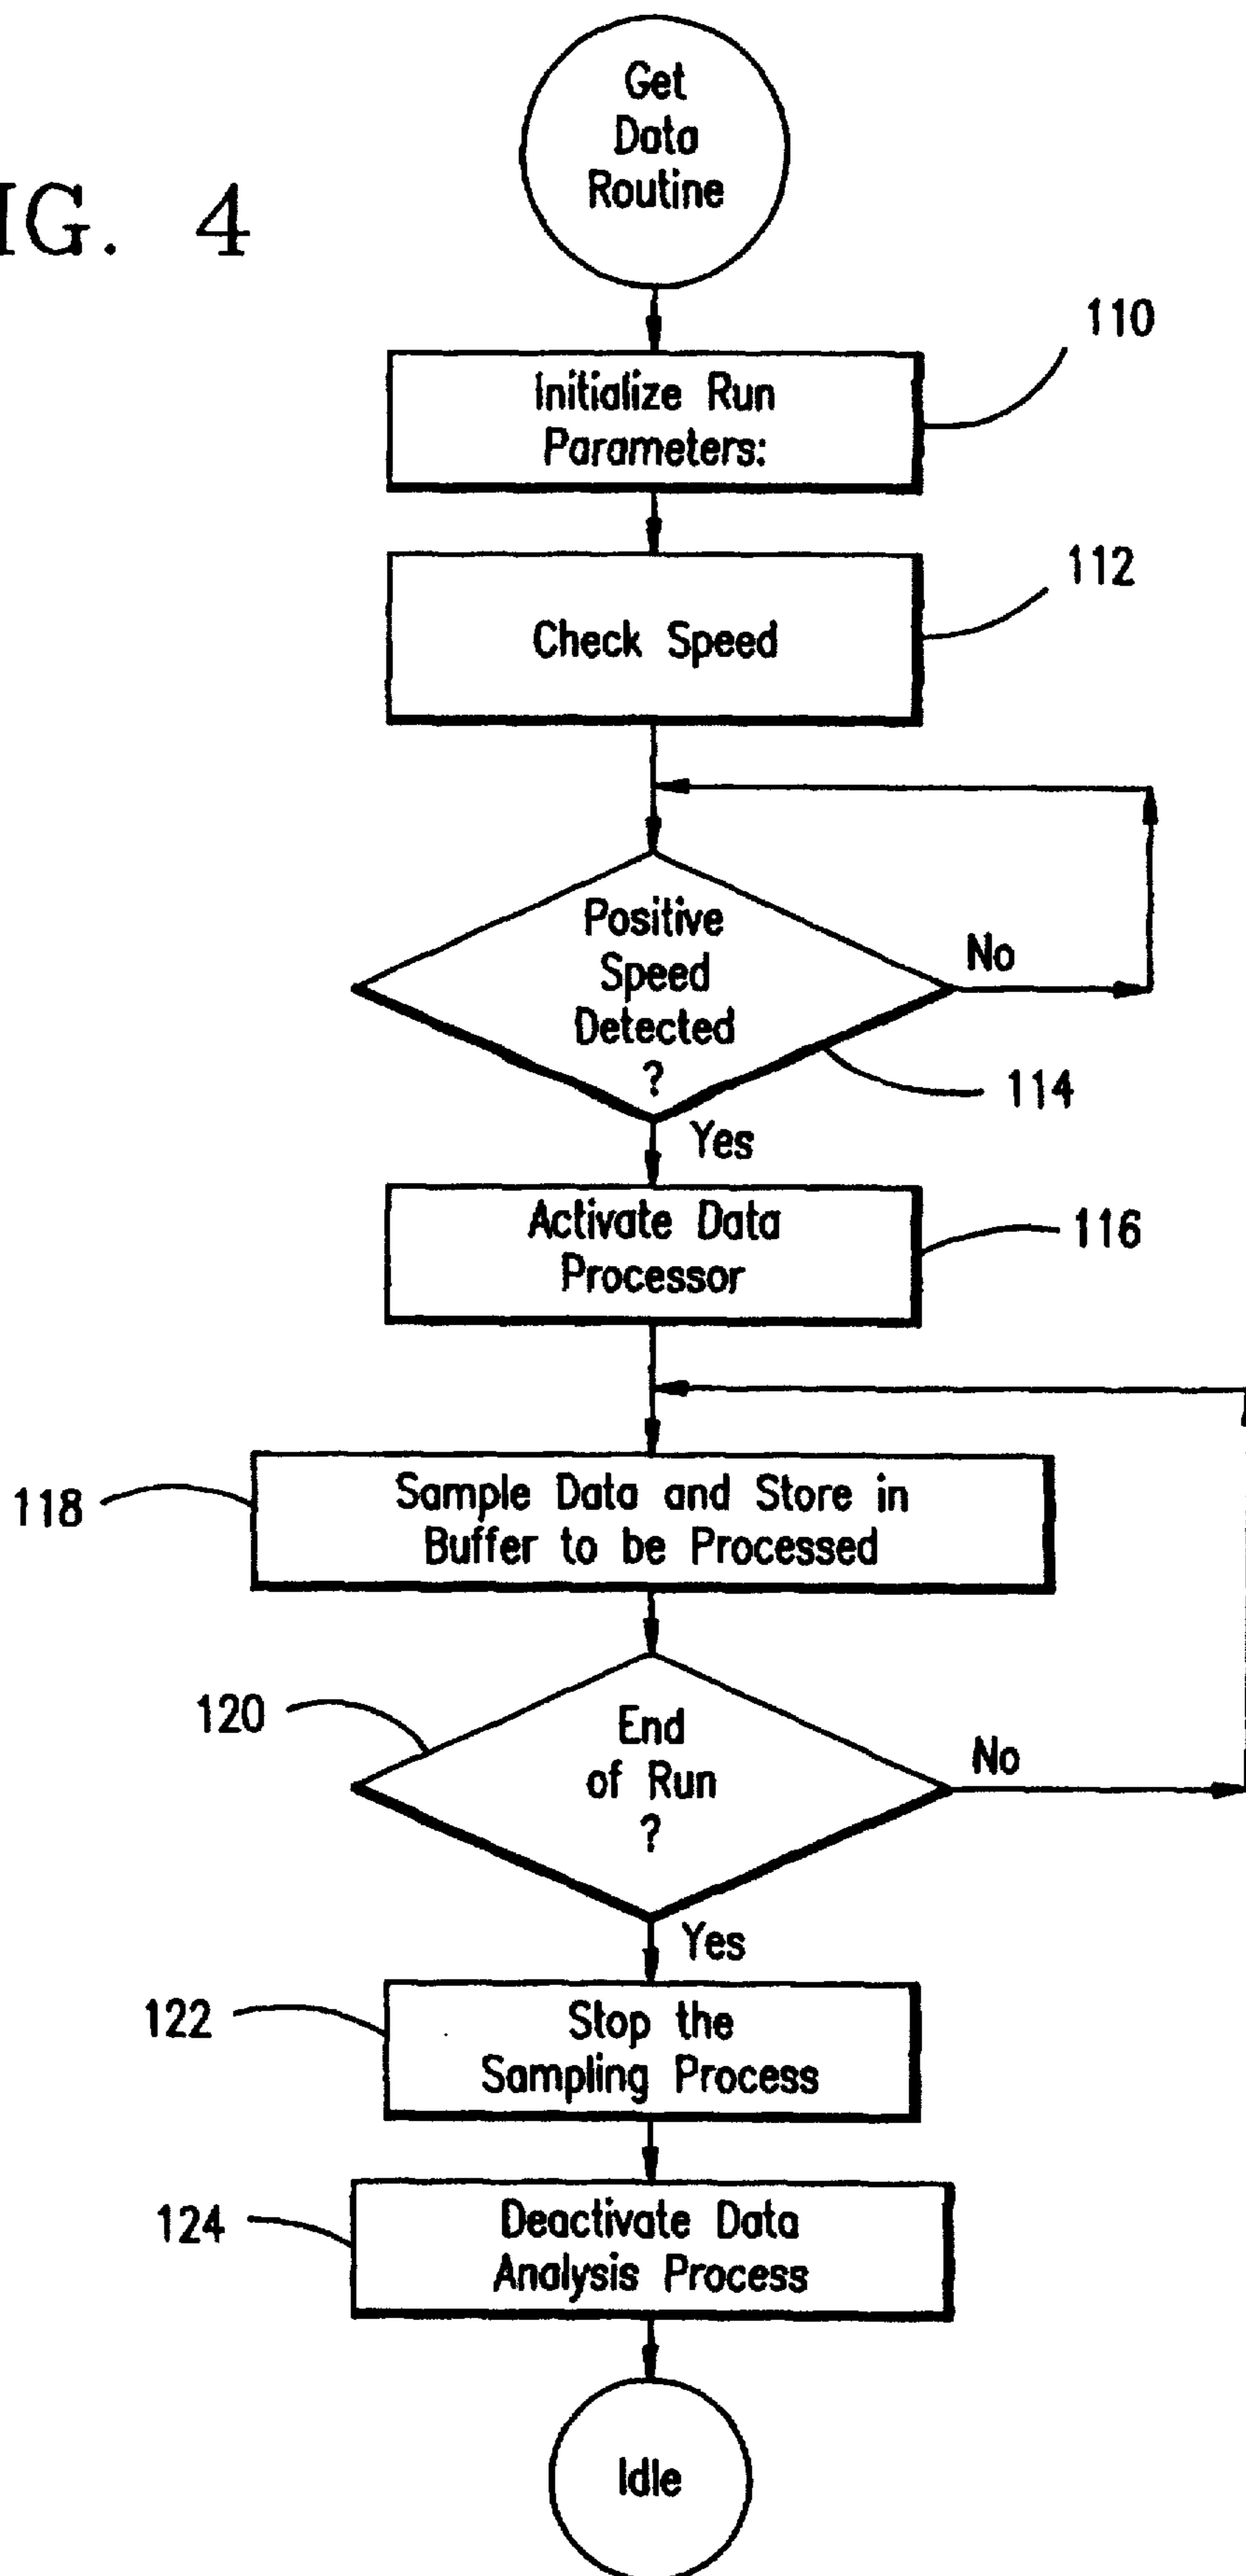 IG. 4
Get
Data
Routine
110
Initialize Run
Parameters:
112
Check Speed
Positive
Speed
Detected
?
No
114
Yes
Activate Data
Processor
116
118
Sample Data and Store in
Buffer to be Processed
120
End
of Run
?
No
Yes
122
Stop the
Sampling Process
124
Deactivate Data
Analysis Process
Idle